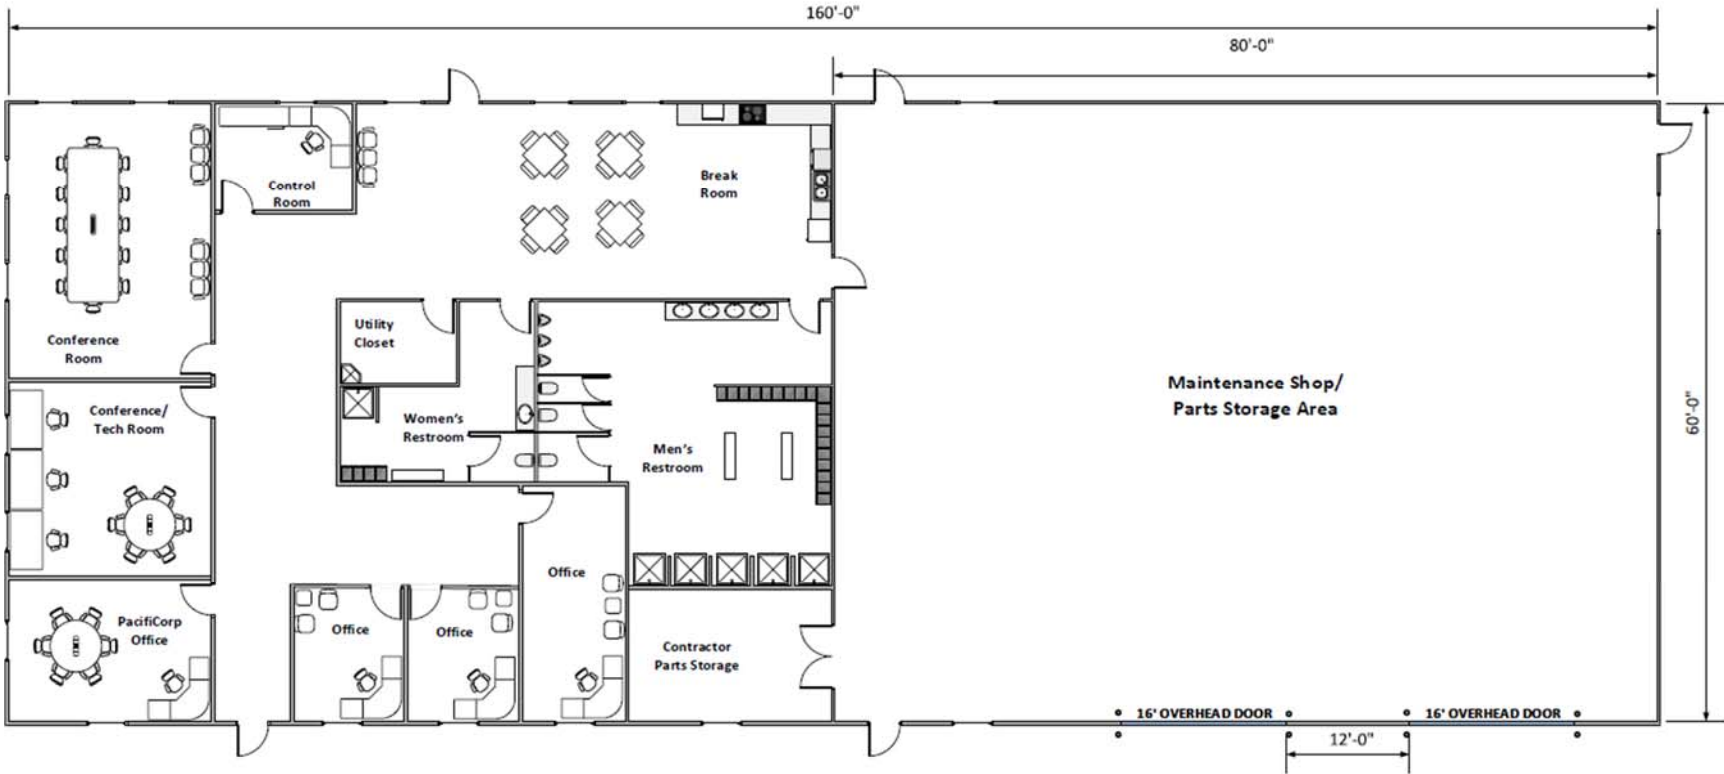 160'-0"
80'-0"
Control
Room
Break
Room
Conference
Room
Utility
Closet
Conference/
Tech Room
Women's
Restroom
Men's
Restroom
Maintenance Shop/
Parts Storage Area
60'-0"
PacifiCorp
Office
Office
Office
Office
Contractor
Parts Storage
16' OVERHEAD DOOR
16' OVERHEAD DOOR
12'-0"